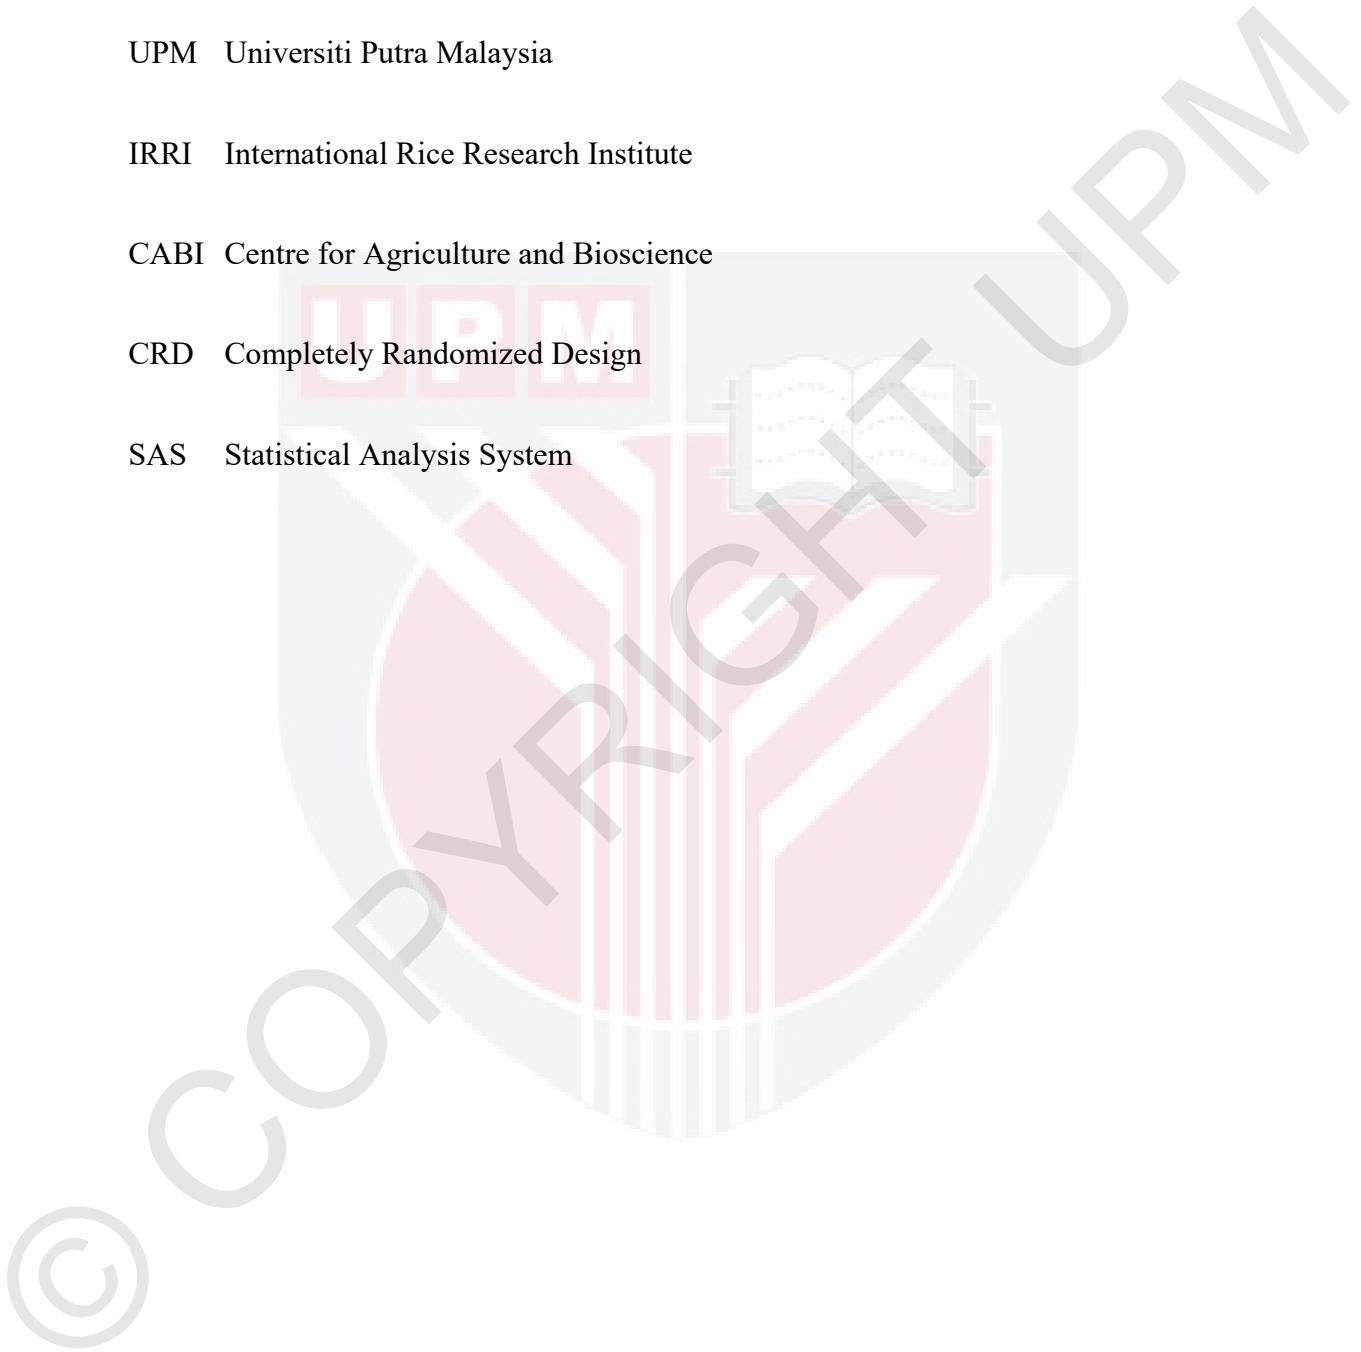 UPM Universiti Putra Malaysia
IRRI International Rice Research Institute
CABI Centre for Agriculture and Bioscience
CRD Completely Randomized Design
SAS Statistical Analysis System
UPM
© COPYRIGHT UPM